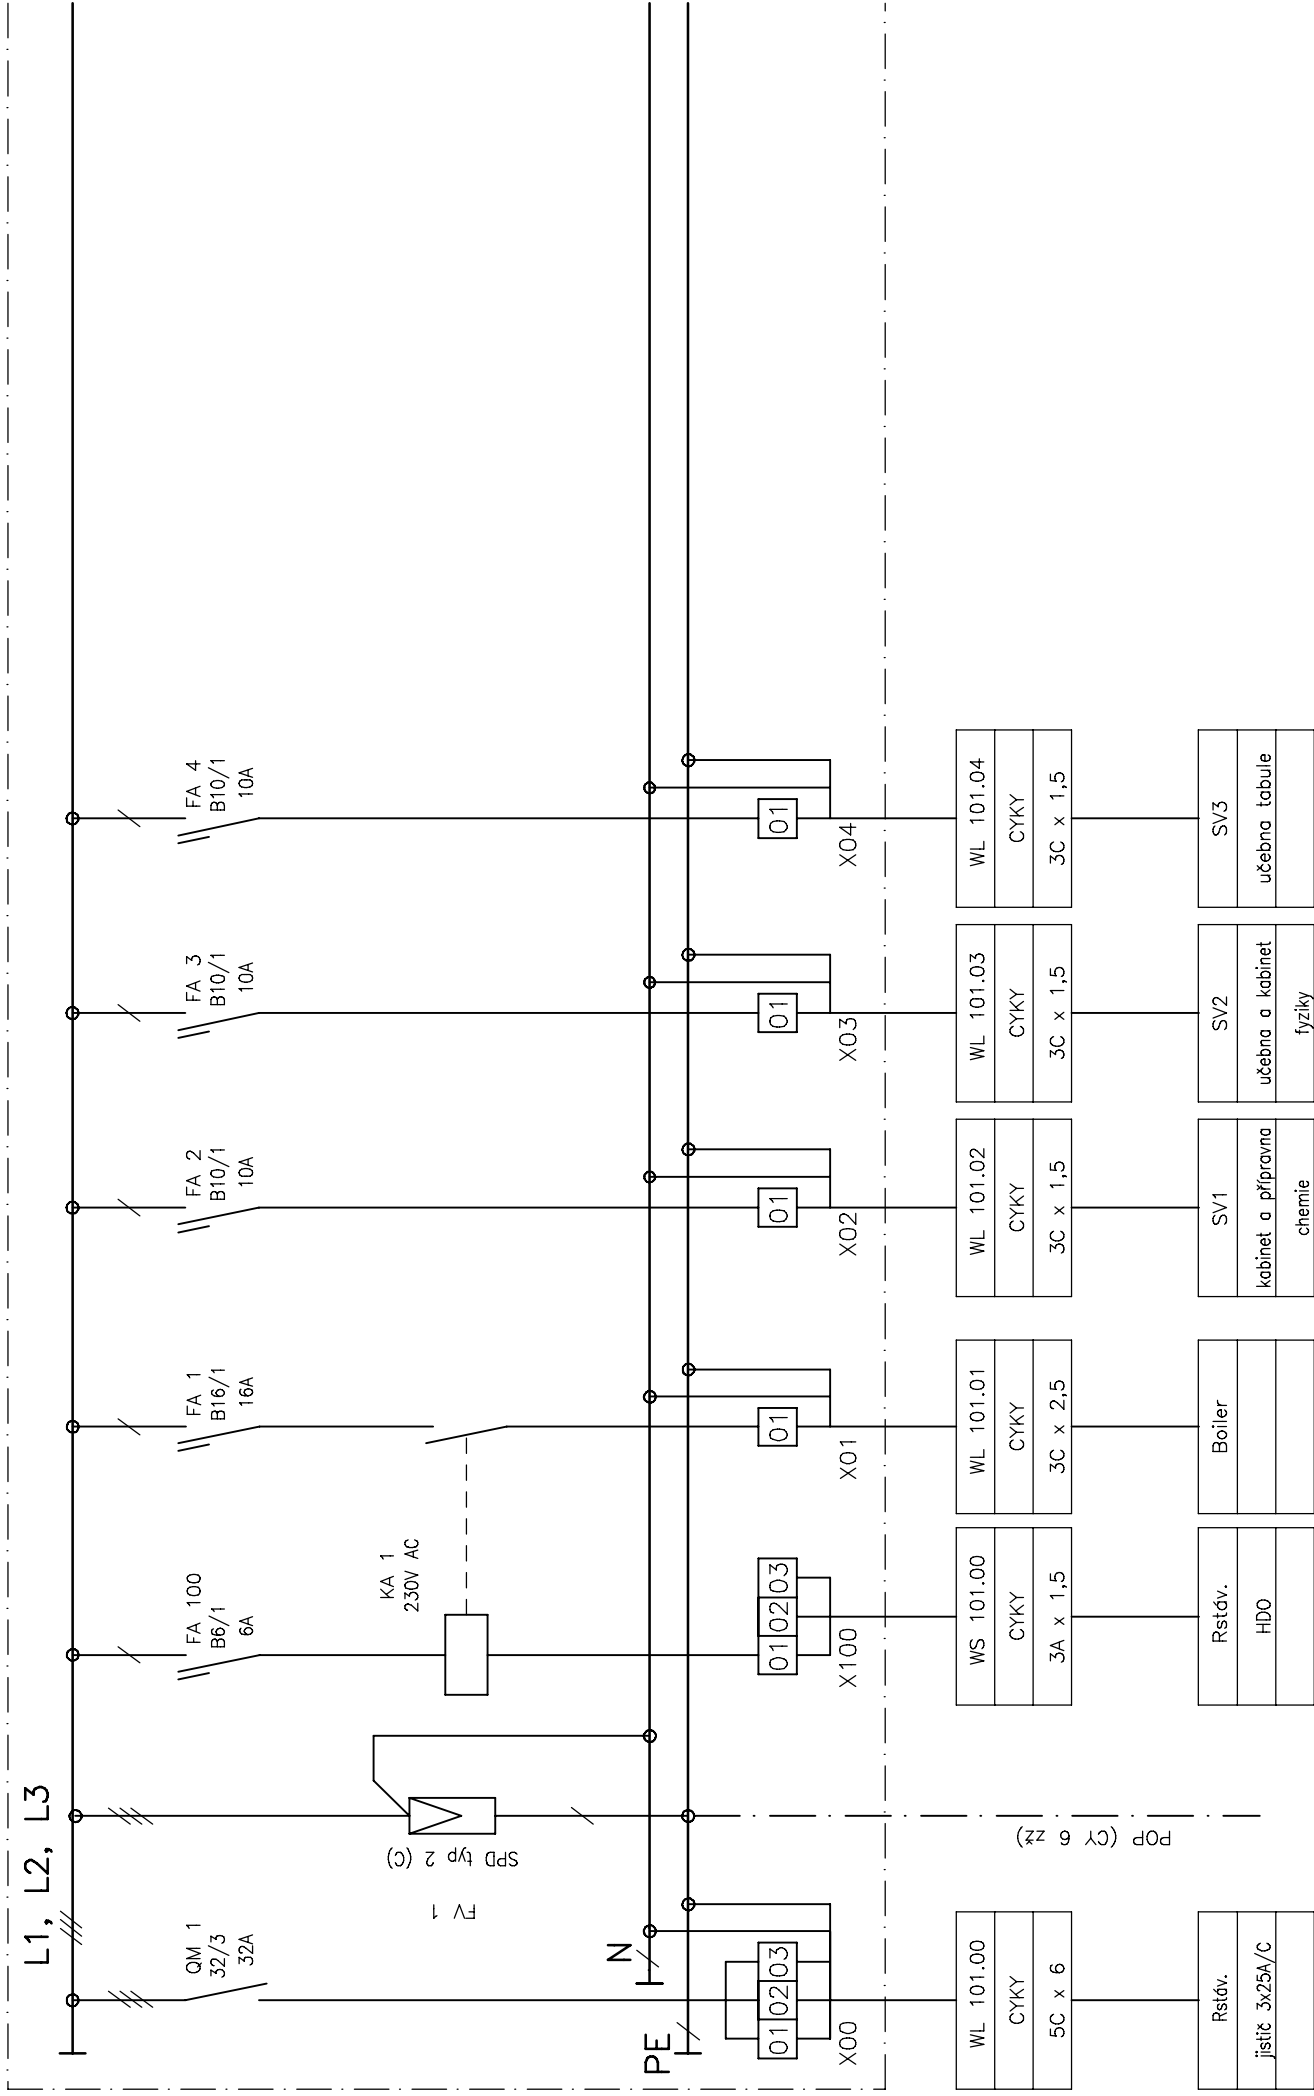 L1, L2, L3
QM 1
32/3
32A
FV 1
SPD typ 2 (C)
FA 100
B6/1
6A
KA 1
230V AC
FA 1
B16/1
16A
FA 2
B10/1
10A
FA 3
B10/1
10A
FA 4
B10/1
10A
N
PE
01 02 03
X00
01 02 03
X100
01
X01
01
X02
01
X03
01
X04
POP (CY 6 zž)
WL 101.00
CYKY
5C x 6
WS 101.00
CYKY
3A x 1,5
WL 101.01
CYKY
3C x 2,5
WL 101.02
CYKY
3C x 1,5
WL 101.03
CYKY
3C x 1,5
WL 101.04
CYKY
3C x 1,5
Rstáv.
jistič 3x25A/C
Rstáv.
HDO
Boiler
SV1
kabinet a přípravna
chemie
SV2
učebna a kabinet
fyziky
SV3
učebna tabule